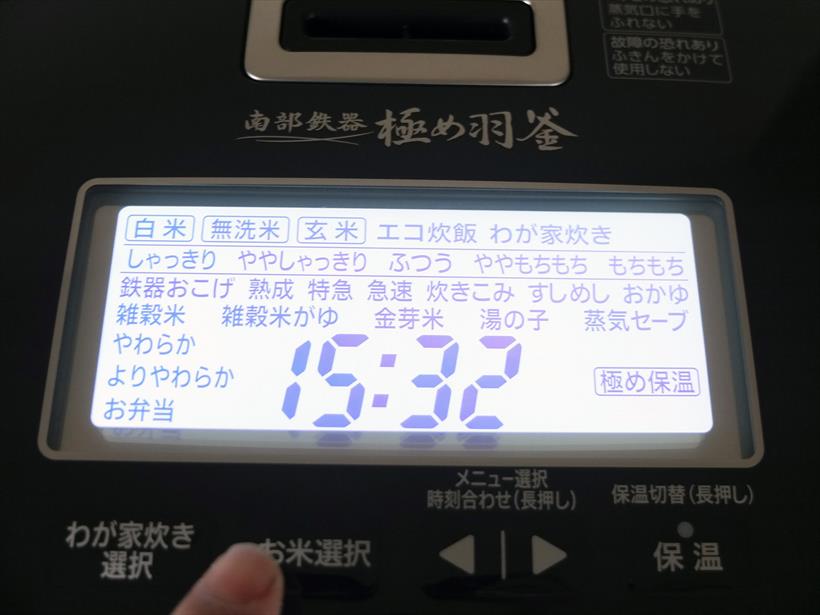 蒸気口に手を
ふれない
故障の恐れあり
ふきんをかけて
使用しない
南部鉄器 極め羽釜
白米 無洗米 玄米 エコ炊飯 わが家炊き
しゃっきり ややしゃっきり ふつう ややもちもち もちもち
鉄器おこげ 熟成 特急 急速 炊きこみ すしめし おかゆ
雑穀米 雑穀米がゆ 金芽米 湯の子 蒸気セーブ
やわらか
よりやわらか
お弁当
15:32
極め保温
メニュー選択
時刻合わせ(長押し)
保温切替(長押し)
わが家炊き
選択
お米選択
保温